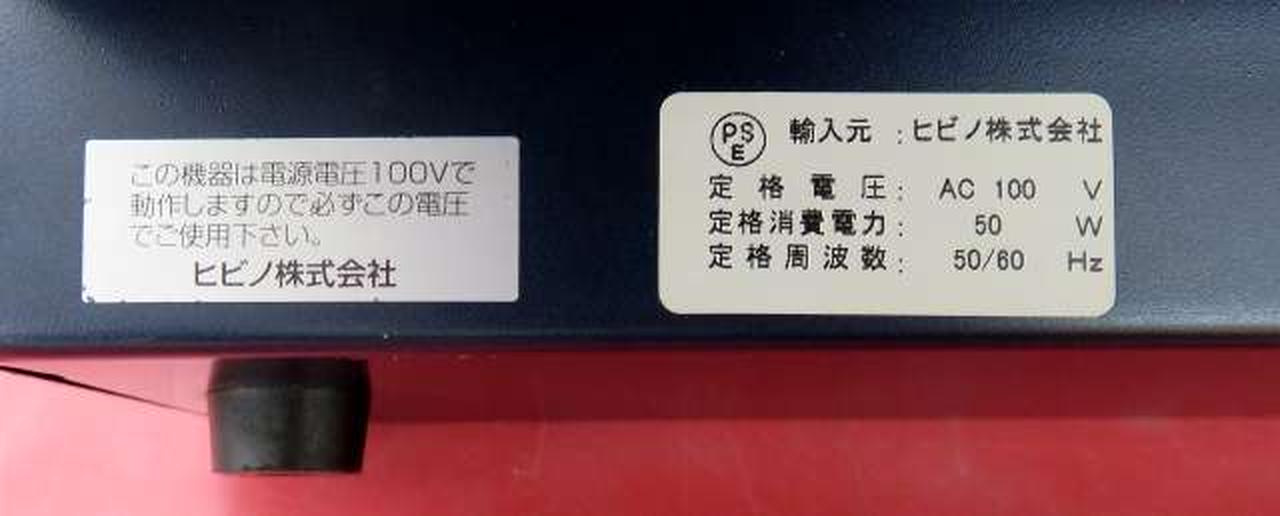 この機器は電源電圧100Vで
動作しますので必ずこの電圧
でご使用下さい。
ヒビノ株式会社
PSE 輸入元 : ヒビノ株式会社
定格電圧 : AC 100 V
定格消費電力 : 50 W
定格周波数 : 50/60 Hz